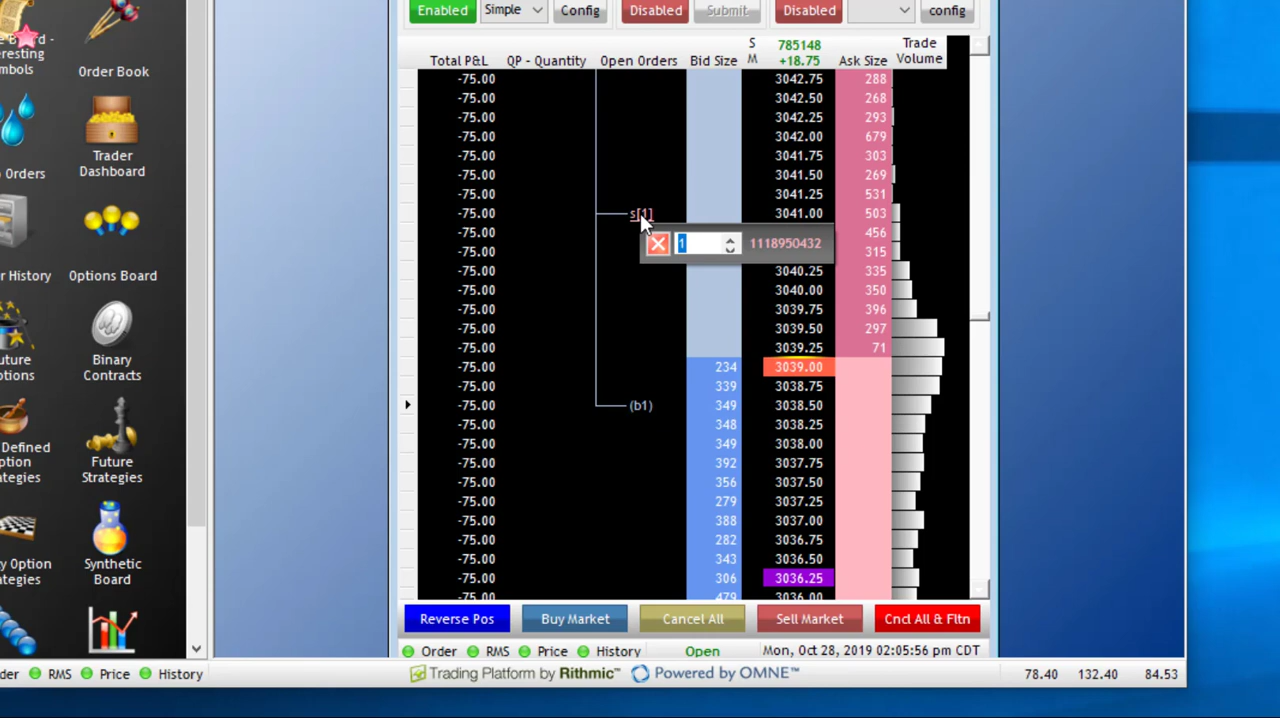 Enabled Simple Config Disabled Submit Disabled config
Board -
eresting
mbols
Order Book
Trader
Dashboard
Orders
r History
Options Board
uture
ptions
Binary
Contracts
Defined
ption
tegies
Future
Strategies
y Option
ategies
Synthetic
Board
Total P&L QP - Quantity Open Orders Bid Size S M 785148 +18.75 Ask Size Trade Volume
-75.00 3042.75 288
-75.00 3042.50 268
-75.00 3042.25 293
-75.00 3042.00 679
-75.00 3041.75 303
-75.00 3041.50 269
-75.00 3041.25 531
-75.00 s[1] 3041.00 503
-75.00 456
-75.00 1 1118950432 315
-75.00 3040.25 335
-75.00 3040.00 350
-75.00 3039.75 396
-75.00 3039.50 297
-75.00 3039.25 71
-75.00 234 3039.00
-75.00 339 3038.75
-75.00 (b1) 349 3038.50
-75.00 348 3038.25
-75.00 349 3038.00
-75.00 392 3037.75
-75.00 356 3037.50
-75.00 279 3037.25
-75.00 388 3037.00
-75.00 282 3036.75
-75.00 343 3036.50
-75.00 306 3036.25
-75.00 479 3036.00
Reverse Pos Buy Market Cancel All Sell Market Cncl All & Fltn
Order RMS Price History Open Mon, Oct 28, 2019 02:05:56 pm CDT
der RMS Price History Trading Platform by Rithmic™ Powered by OMNE™ 78.40 132.40 84.53